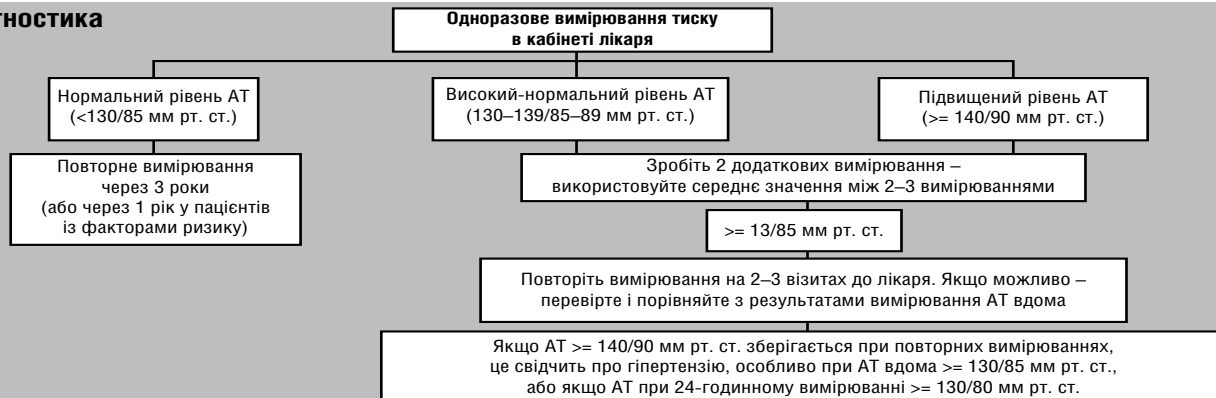 гностика
Одноразове вимірювання тиску
в кабінеті лікаря
Нормальний рівень АТ
(<130/85 мм рт. ст.)
Високий-нормальний рівень АТ
(130–139/85–89 мм рт. ст.)
Підвищений рівень АТ
(>= 140/90 мм рт. ст.)
Повторне вимірювання
через 3 роки
(або через 1 рік у пацієнтів
із факторами ризику)
Зробіть 2 додаткових вимірювання –
використовуйте середнє значення між 2–3 вимірюваннями
>= 13/85 мм рт. ст.
Повторіть вимірювання на 2–3 візитах до лікаря. Якщо можливо –
перевірте і порівняйте з результатами вимірювання АТ вдома
Якщо АТ >= 140/90 мм рт. ст. зберігається при повторних вимірюваннях,
це свідчить про гіпертензію, особливо при АТ вдома >= 130/85 мм рт. ст.,
або якщо АТ при 24-годинному вимірюванні >= 130/80 мм рт. ст.